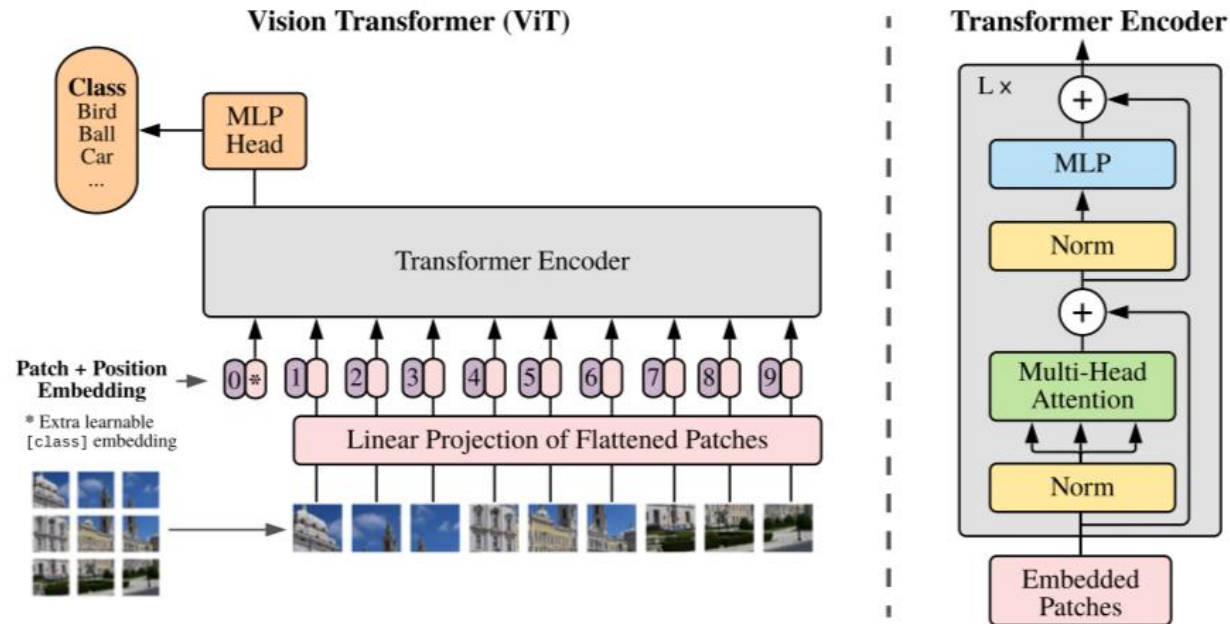 Vision Transformer (ViT)
Class
Bird
Ball
Car
...
MLP
Head
Transformer Encoder
Patch + Position
Embedding
0 * 1 2 3 4 5 6 7 8 9
* Extra learnable
[class] embedding
Linear Projection of Flattened Patches
Transformer Encoder
L ×
+
MLP
Norm
+
Multi-Head
Attention
Norm
Embedded
Patches